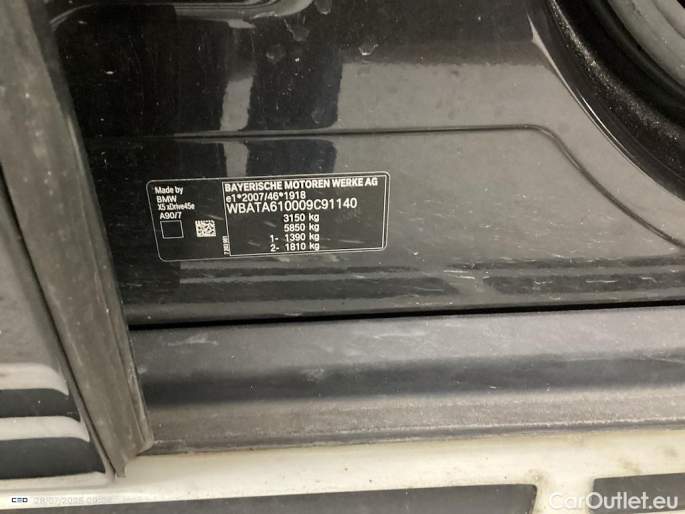 Made by
BMW
X5 xDrive45e
A90/7
BAYERISCHE MOTOREN WERKE AG
e1*2007/46*1918
WBATA610009C91140
3150 kg
5850 kg
1- 1390 kg
2- 1810 kg
CarOutlet.eu